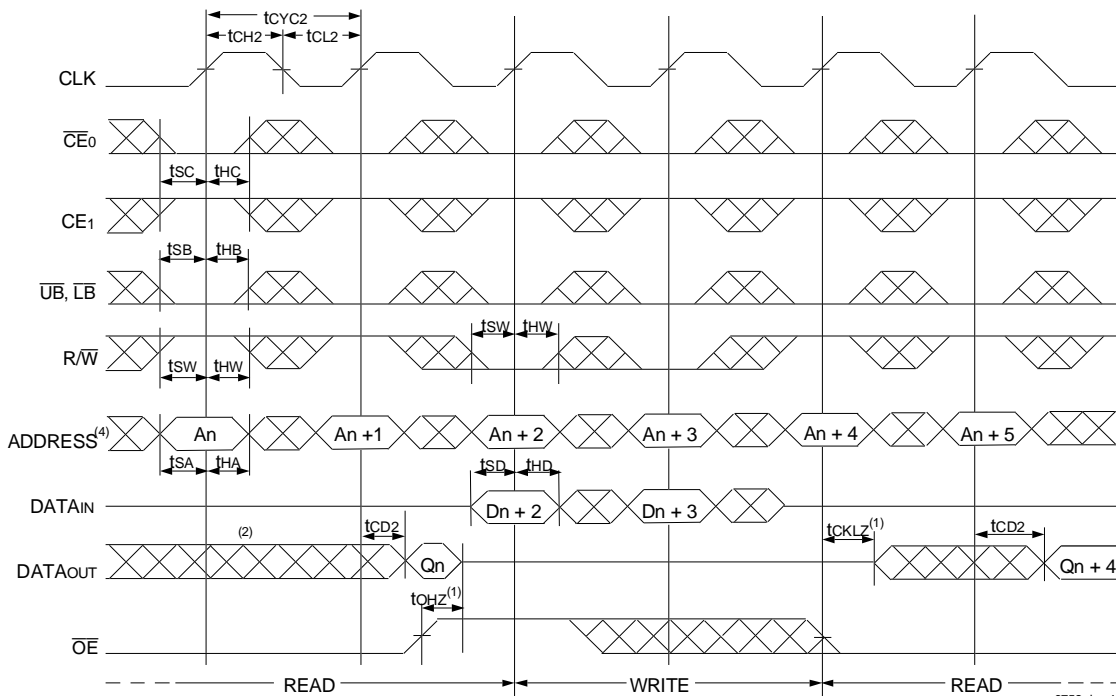 tCYC2
tCH2 tCL2
CLK
CE0
tSC tHC
CE1
tSB tHB
UB, LB
tSW tHW
R/W
tSW tHW
ADDRESS(4) An An +1 An + 2 An + 3 An + 4 An + 5
tSA tHA tSD tHD
DATAIN Dn + 2 Dn + 3
(2) tCD2 tCKLZ(1) tCD2
DATAOUT Qn Qn + 4
tOHZ(1)
OE
READ WRITE READ